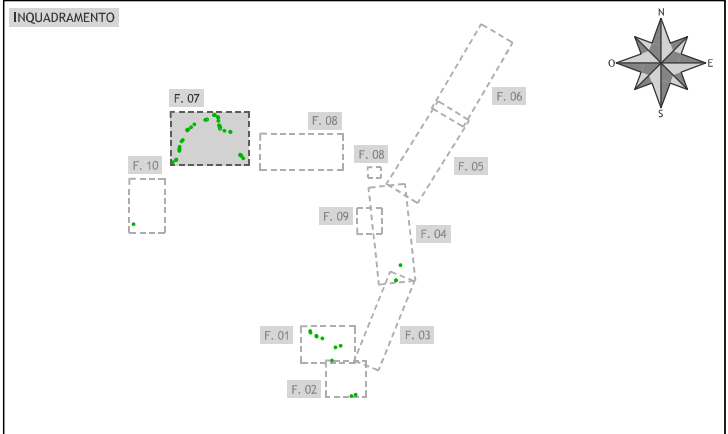 INQUADRAMENTO
N
O
E
S
F. 07
F. 06
F. 08
F. 08
F. 10
F. 05
F. 09
F. 04
F. 01
F. 03
F. 02